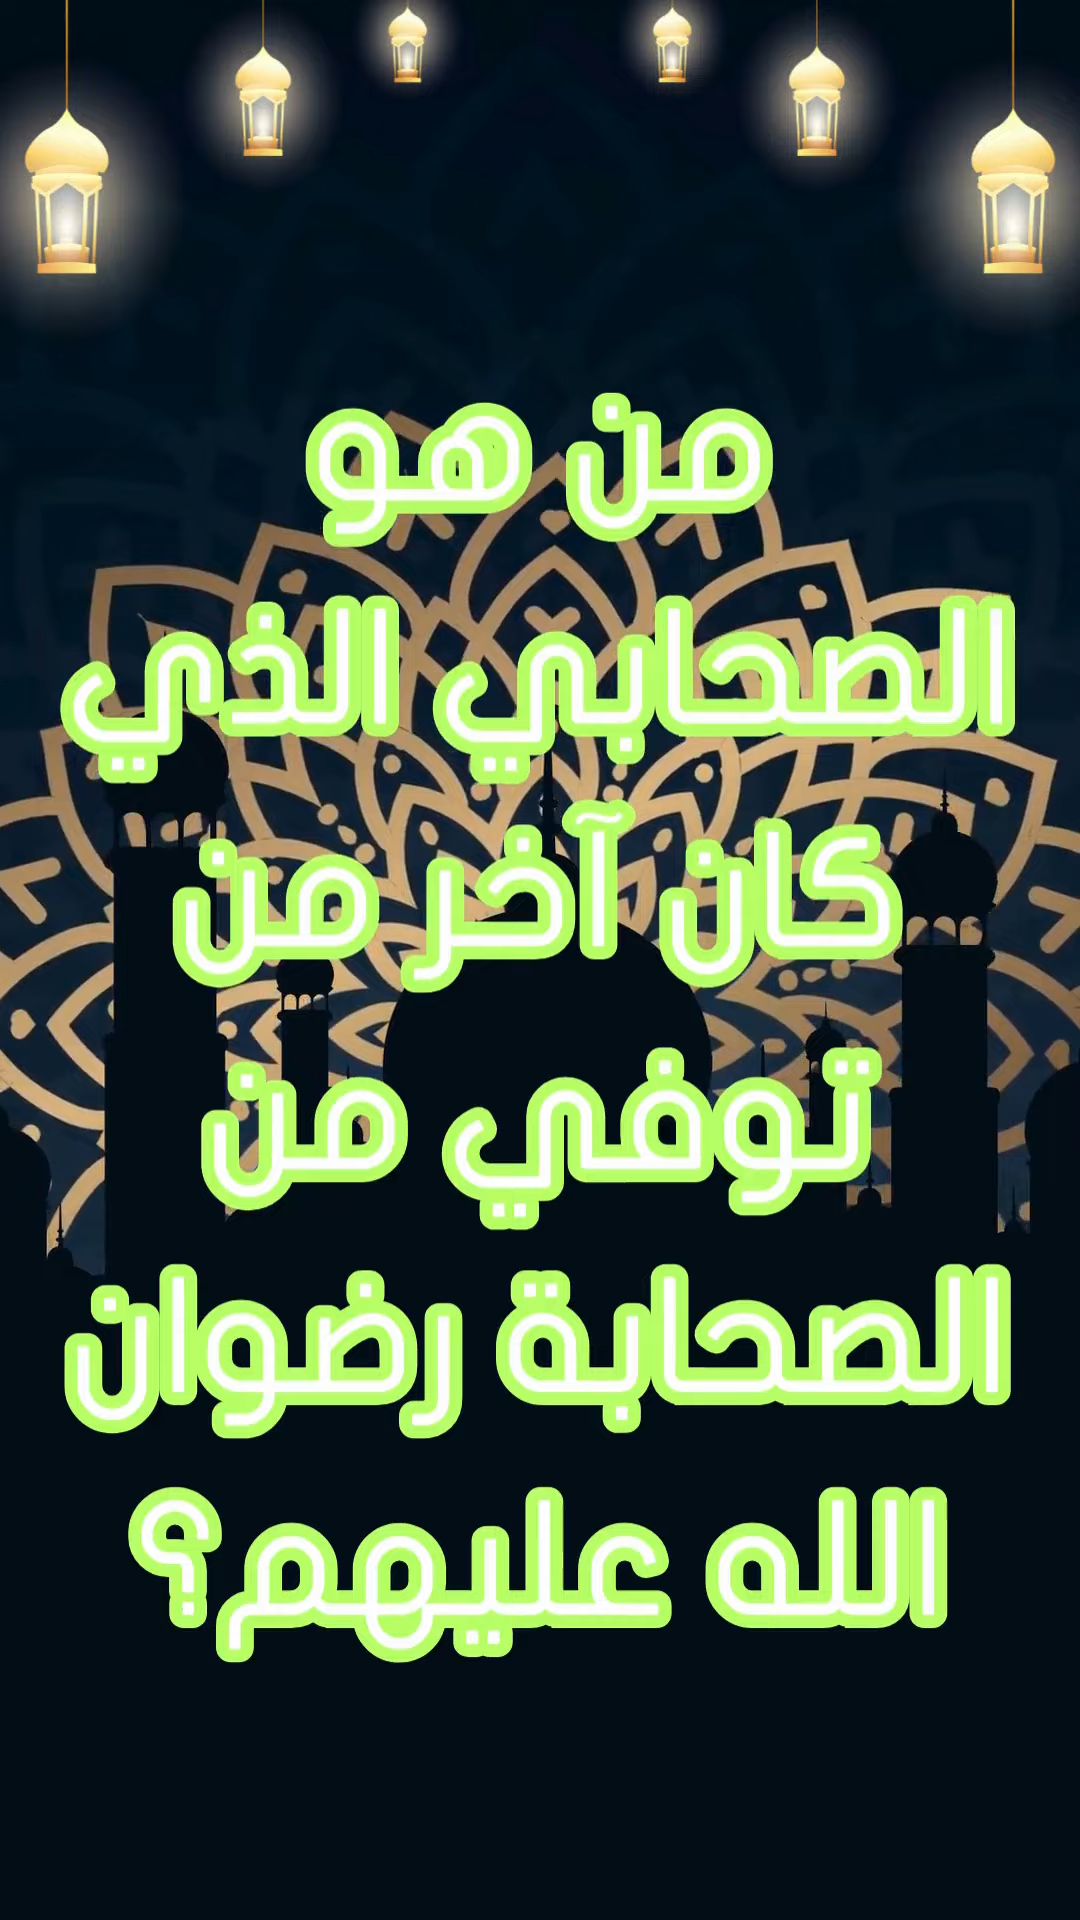 من هو
الصحابي الذي
كان آخر من
توفي من
الصحابة رضوان
الله عليهم؟